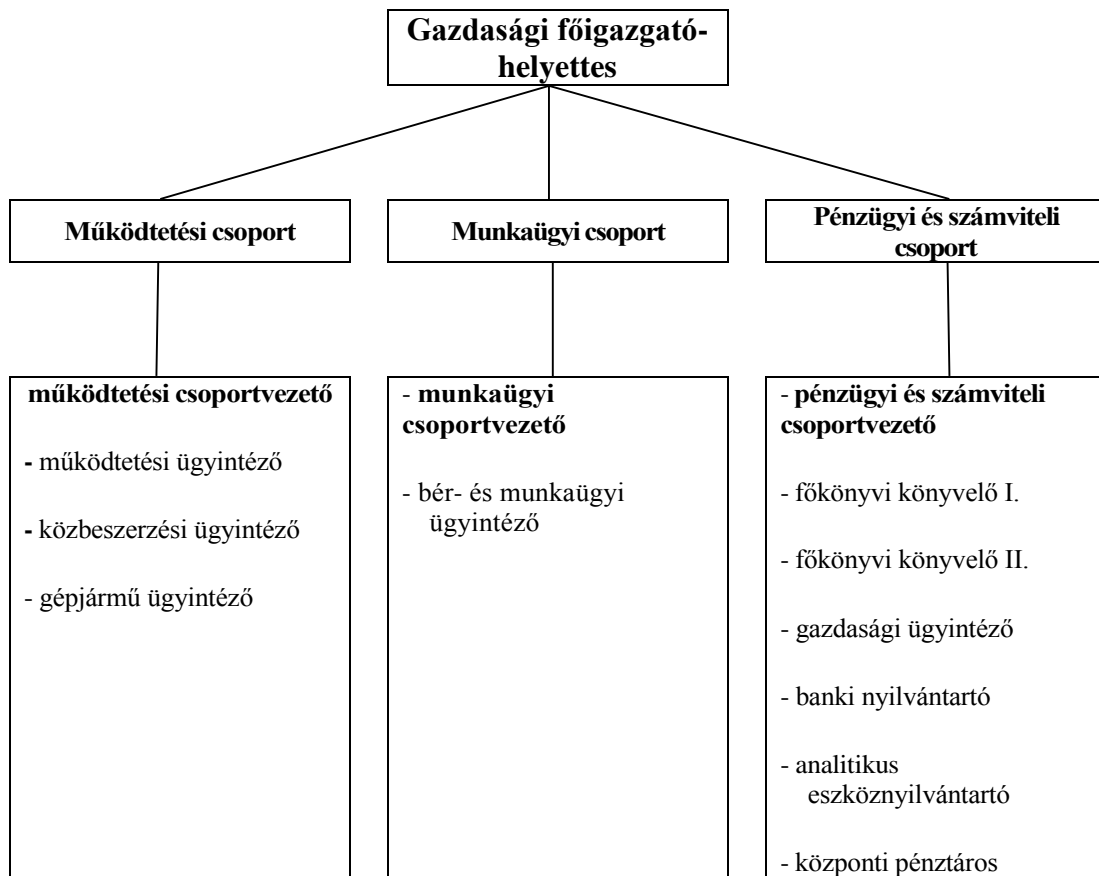 Gazdasági főigazgató-
helyettes
Működtetési csoport
Munkaügyi csoport
Pénzügyi és számviteli
csoport
működtetési csoportvezető
- működtetési ügyintéző
- közbeszerzési ügyintéző
- gépjármű ügyintéző
- munkaügyi
csoportvezető
- bér- és munkaügyi
ügyintéző
- pénzügyi és számviteli
csoportvezető
- főkönyvi könyvelő I.
- főkönyvi könyvelő II.
- gazdasági ügyintéző
- banki nyilvántartó
- analitikus
eszköznyilvántartó
- központi pénztáros